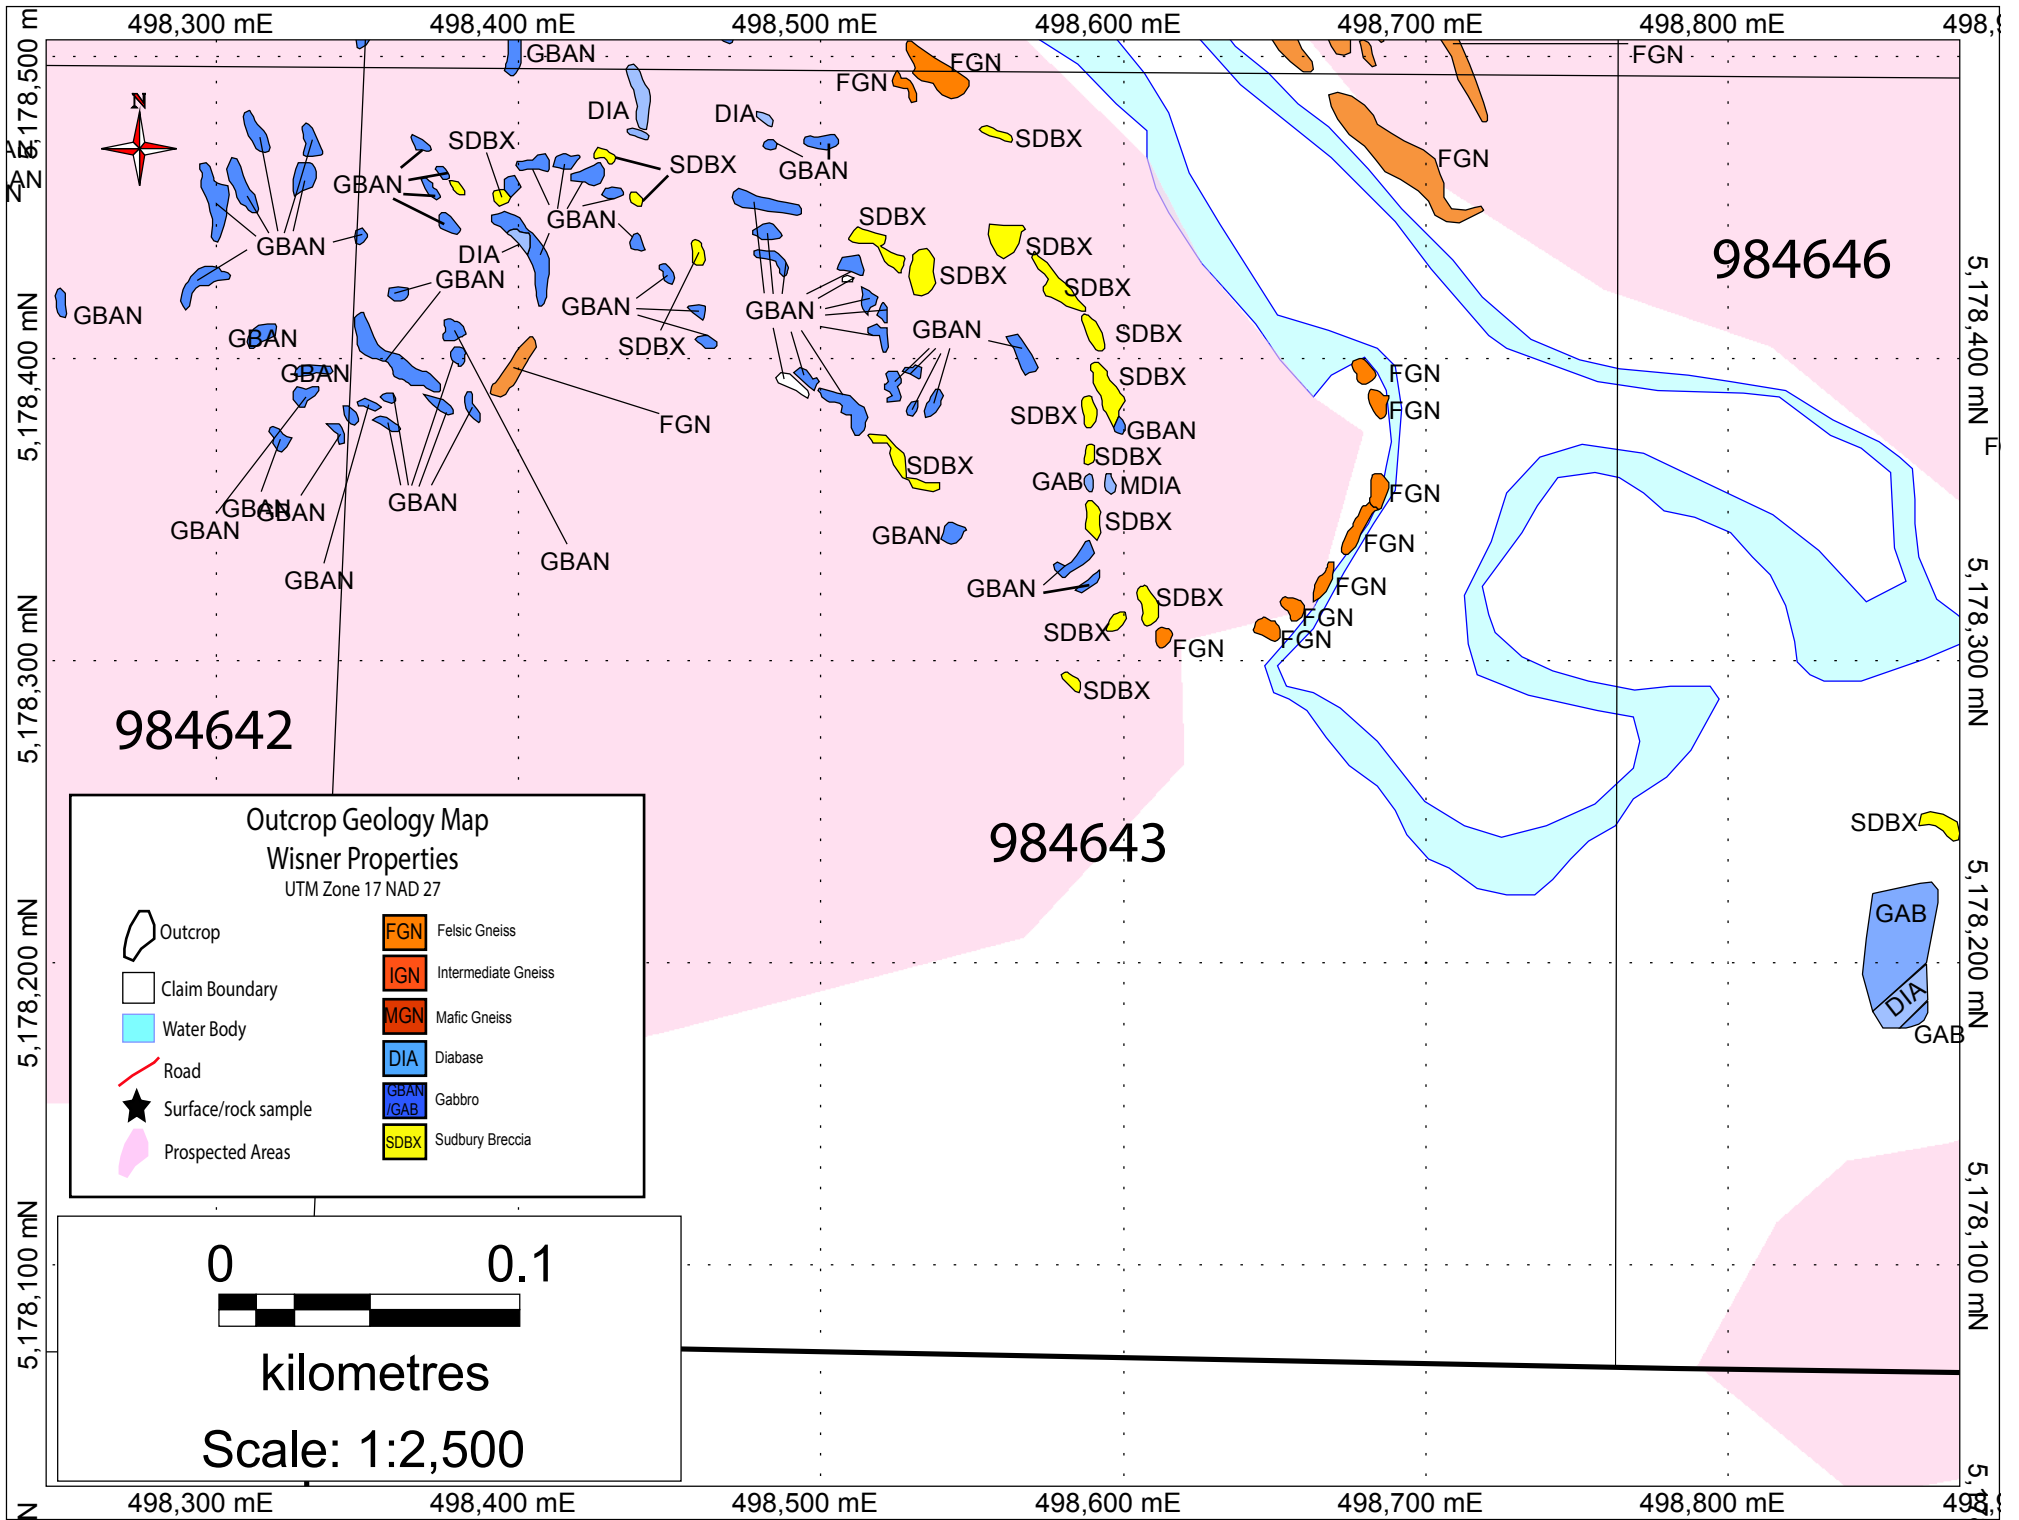 498,300 mE 498,400 mE 498,500 mE 498,600 mE 498,700 mE 498,800 mE 498,9
5,178,500 m
N
GBAN
FGN
FGN
FGN
DIA
DIA
SDBX
SDBX
SDBX
GBAN
FGN
AN
GBAN
GBAN
SDBX
GBAN
DIA
SDBX
984646
SDBX
GBAN
SDBX
GBAN
GBAN
GBAN
GBAN
GBAN
SDBX
SDBX
5,178,400 mN
5,178,400 mN
GBAN
FGN
SDBX
FGN
SDBX
FGN
GBAN
SDBX
SDBX
F
GAB
MDIA
FGN
GBAN
GBAN
GBAN
GBAN
SDBX
GBAN
GBAN
FGN
GBAN
GBAN
GBAN
FGN
SDBX
FGN
SDBX
FGN
FGN
SDBX
5,178,300 mN
5,178,300 mN
984642
984643
SDBX
GAB
DIA
GAB
5,178,200 mN
5,178,200 mN
Outcrop Geology Map
Wisner Properties
UTM Zone 17 NAD 27
Outcrop
Claim Boundary
Water Body
Road
Surface/rock sample
Prospected Areas
FGN Felsic Gneiss
IGN Intermediate Gneiss
MGN Mafic Gneiss
DIA Diabase
GBAN
/GAB Gabbro
SDBX Sudbury Breccia
5,178,100 mN
5,178,100 mN
0 0.1
kilometres
Scale: 1:2,500
498,300 mE 498,400 mE 498,500 mE 498,600 mE 498,700 mE 498,800 mE